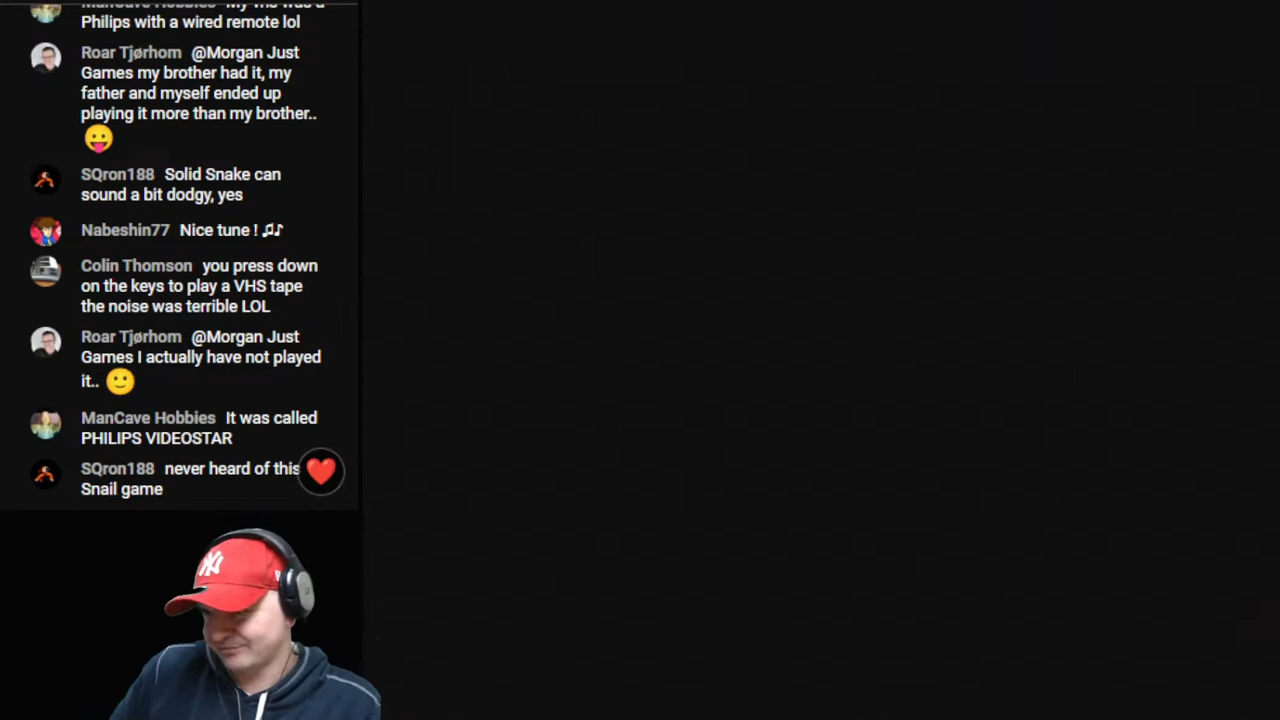 Philips with a wired remote lol
Roar Tjørhom @Morgan Just
Games my brother had it, my
father and myself ended up
playing it more than my brother..
SQron188 Solid Snake can
sound a bit dodgy, yes
Nabeshin77 Nice tune ! 🎵
Colin Thomson you press down
on the keys to play a VHS tape
the noise was terrible LOL
Roar Tjørhom @Morgan Just
Games I actually have not played
it..
ManCave Hobbies It was called
PHILIPS VIDEOSTAR
SQron188 never heard of this
Snail game
NY